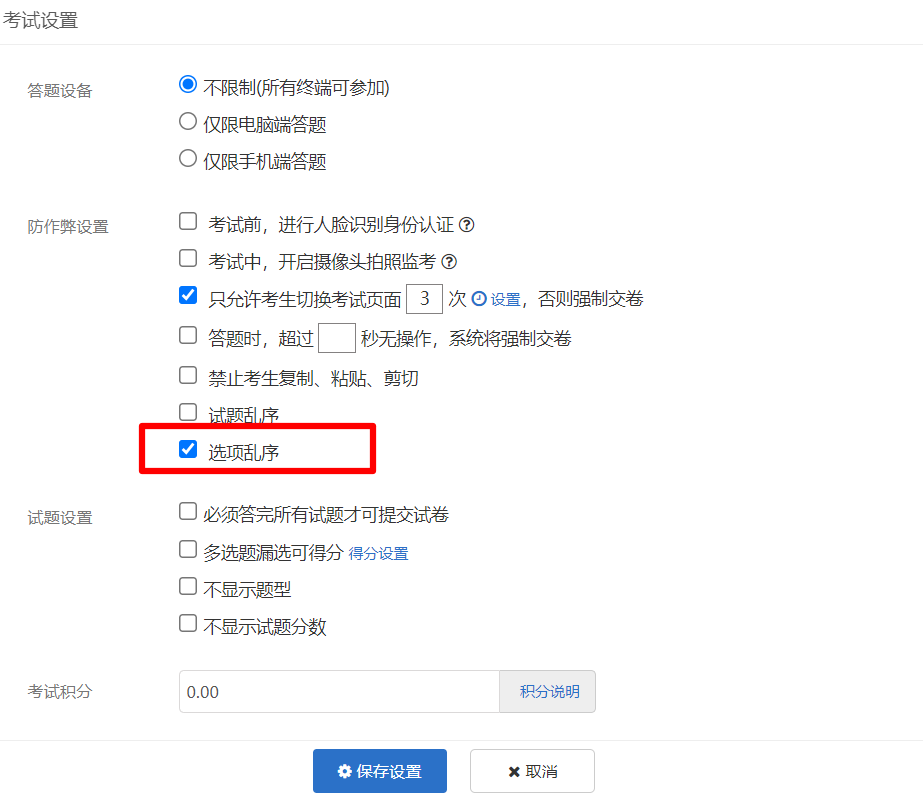 考试设置
答题设备
不限制(所有终端可参加)
仅限电脑端答题
仅限手机端答题
防作弊设置
考试前，进行人脸识别身份认证
考试中，开启摄像头拍照监考
只允许考生切换考试页面 3 次 设置，否则强制交卷
答题时，超过 秒无操作，系统将强制交卷
禁止考生复制、粘贴、剪切
试题乱序
选项乱序
试题设置
必须答完所有试题才可提交试卷
多选题漏选可得分 得分设置
不显示题型
不显示试题分数
考试积分
0.00 积分说明
保存设置 取消